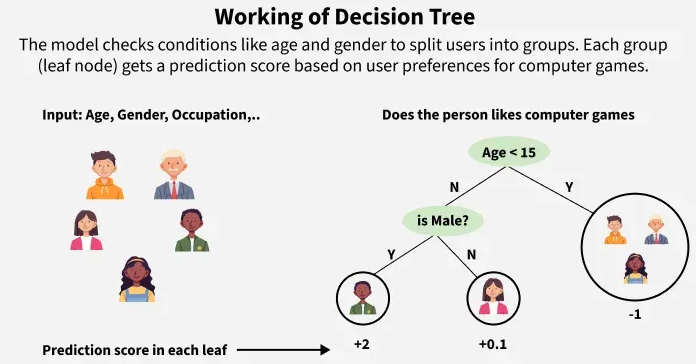 Working of Decision Tree
The model checks conditions like age and gender to split users into groups. Each group
(leaf node) gets a prediction score based on user preferences for computer games.
Input: Age, Gender, Occupation,..
Does the person likes computer games
Age < 15
N
Y
is Male?
Y
N
-1
+2
+0.1
Prediction score in each leaf